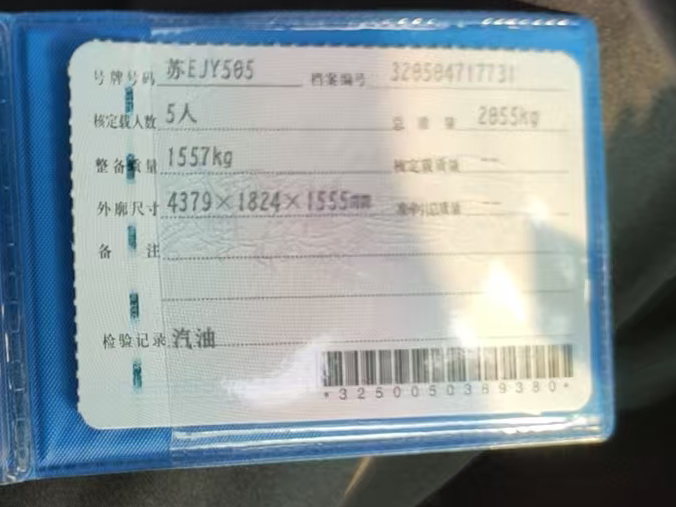 号牌号码 苏EJY505 档案编号 320504717731
核定载人数 5人 总质量 2055kg
整备质量 1557kg 核定载质量 --
外廓尺寸 4379×1824×1555mm 准牵引总质量 --
备注
检验记录 汽油
*3250050389380*